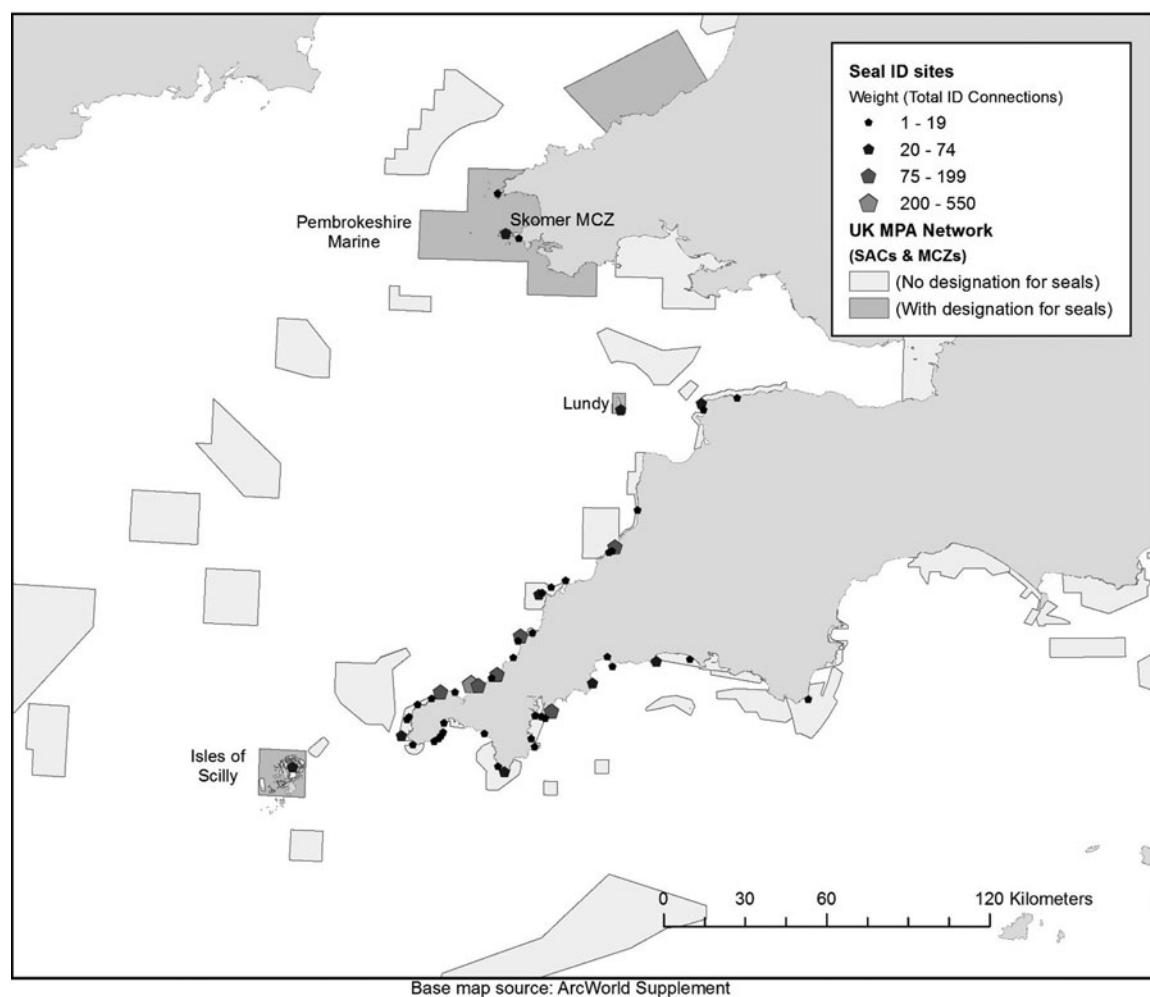 Seal ID sites
Weight (Total ID Connections)
1 - 19
20 - 74
75 - 199
200 - 550
UK MPA Network
(SACs & MCZs)
(No designation for seals)
(With designation for seals)
Pembrokeshire
Marine
Skomer MCZ
Lundy
Isles of
Scilly
0 30 60 120 Kilometers
Base map source: ArcWorld Supplement